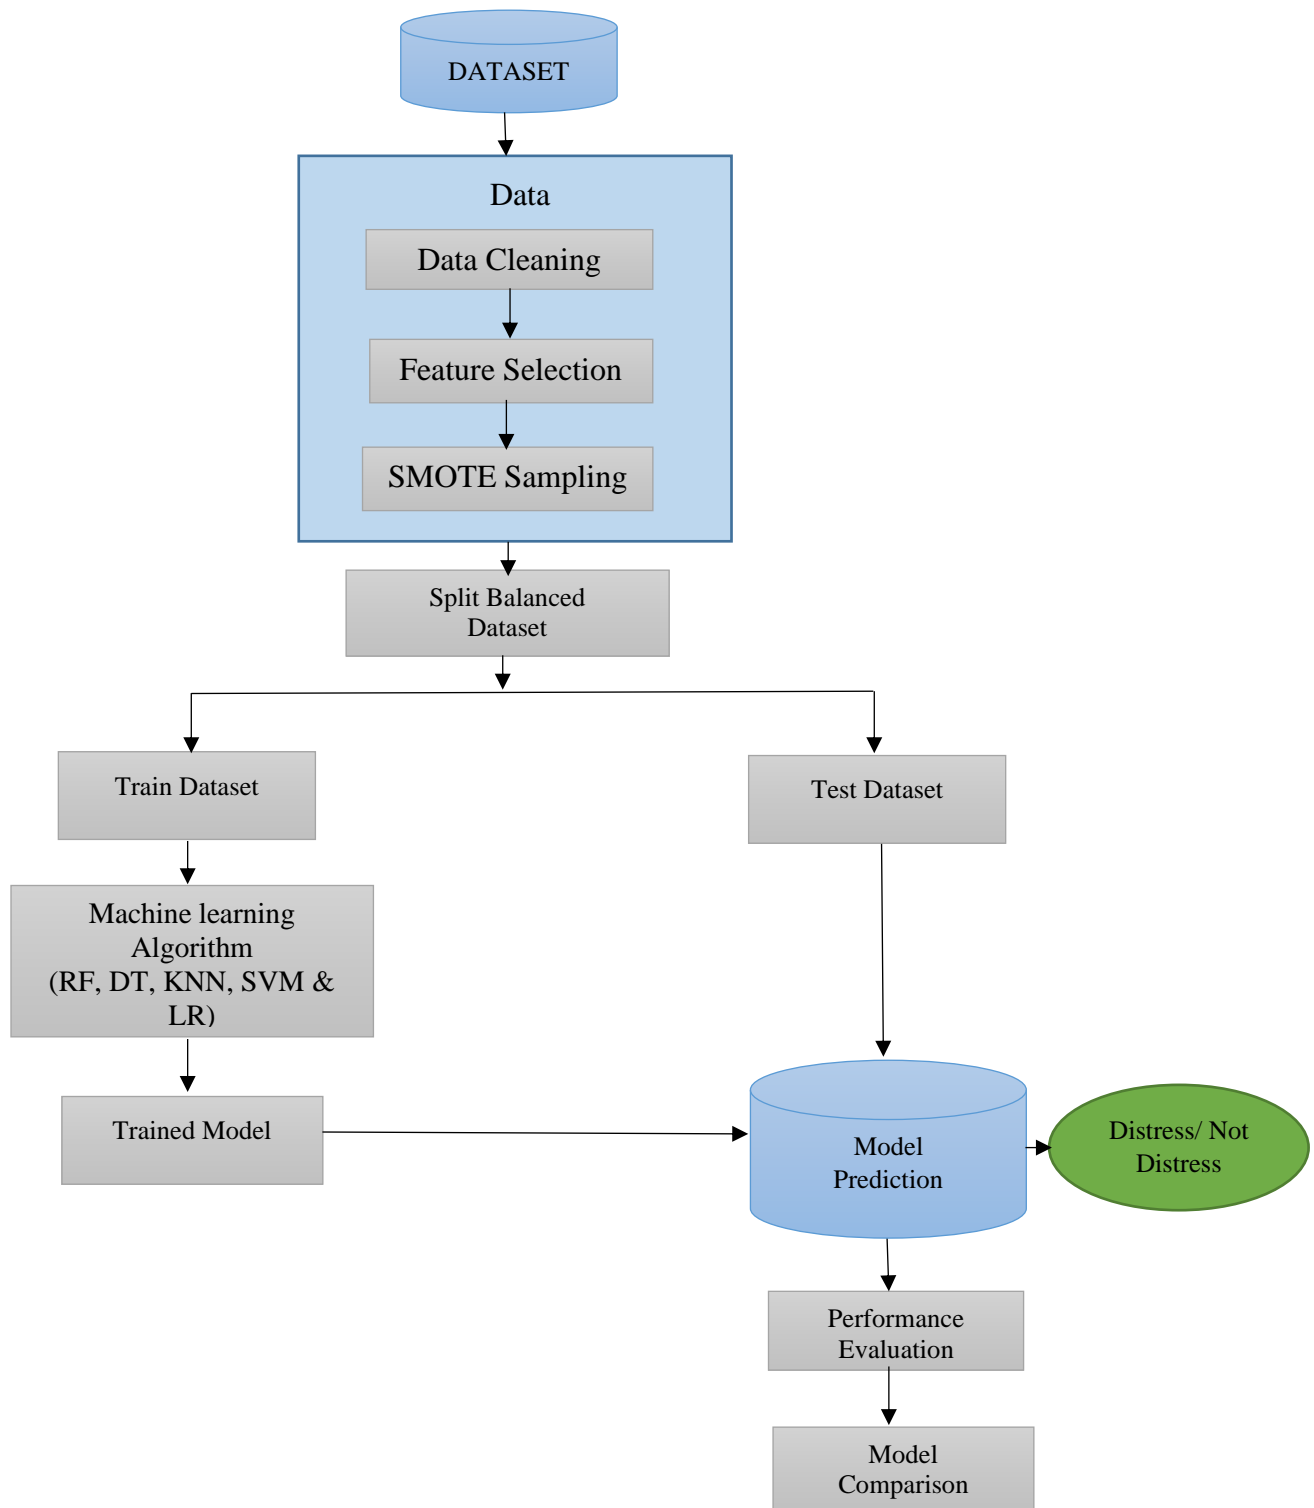 DATASET
Data
Data Cleaning
Feature Selection
SMOTE Sampling
Split Balanced
Dataset
Train Dataset
Test Dataset
Machine learning
Algorithm
(RF, DT, KNN, SVM &
LR)
Trained Model
Model
Prediction
Distress/ Not
Distress
Performance
Evaluation
Model
Comparison